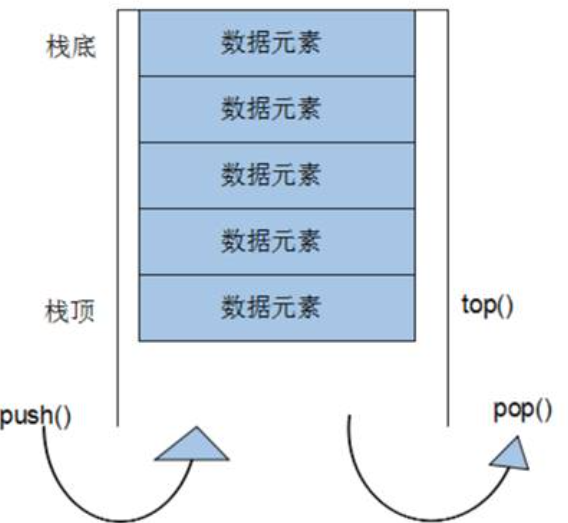 栈底
数据元素
数据元素
数据元素
数据元素
栈顶
数据元素
top()
push()
pop()